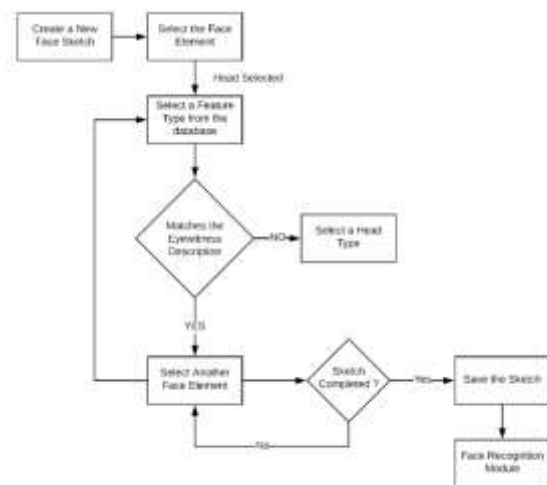 Create a New
Face Sketch
Select the Face
Element
Head Selected
Select a Feature
Type from the
database
Matches the
Eyewitness
Description
NO
Select a Head
Type
YES
Select Another
Face Element
Sketch
Completed ?
Yes
Save the Sketch
Face Recognition
Module